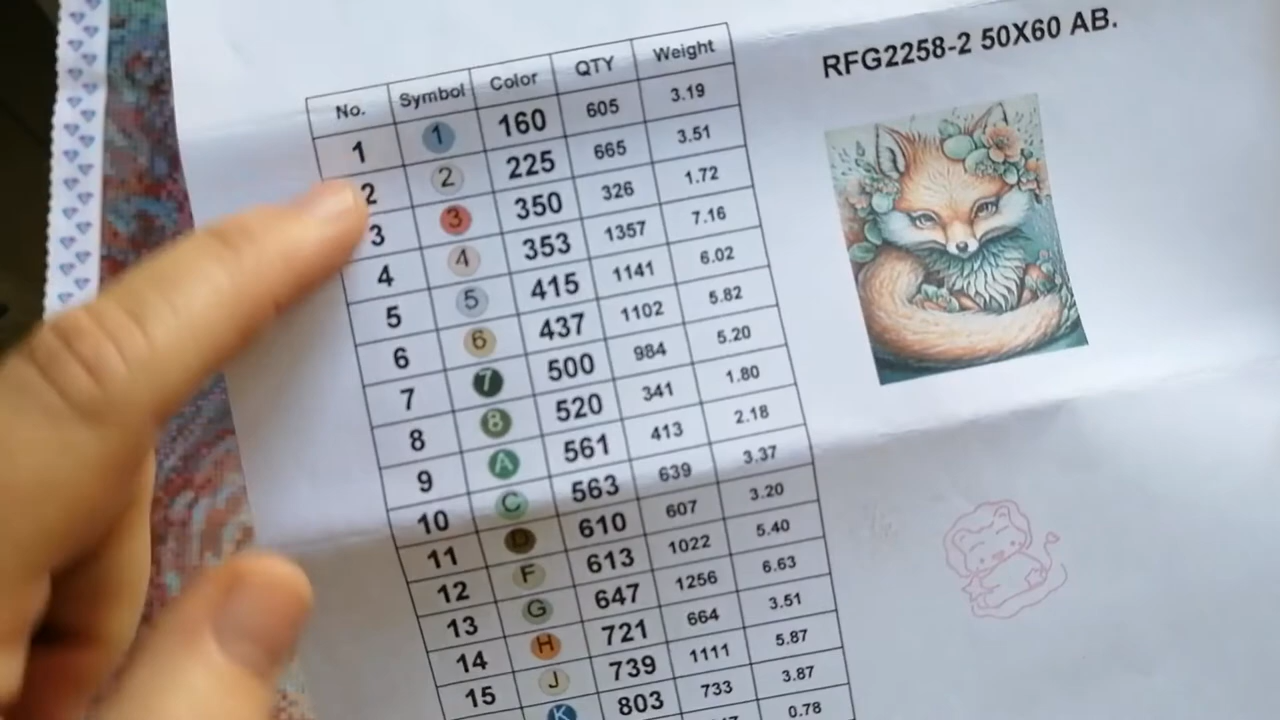 RFG2258-2 50X60 AB.
No. Symbol Color QTY Weight
1 1 160 605 3.19
2 2 225 665 3.51
3 3 350 326 1.72
4 4 353 1357 7.16
5 5 415 1141 6.02
6 6 437 1102 5.82
7 7 500 984 5.20
8 8 520 341 1.80
9 A 561 413 2.18
10 C 563 639 3.37
11 D 610 607 3.20
12 F 613 1022 5.40
13 G 647 1256 6.63
14 H 721 664 3.51
15 J 739 1111 5.87
K 803 733 3.87
0.78